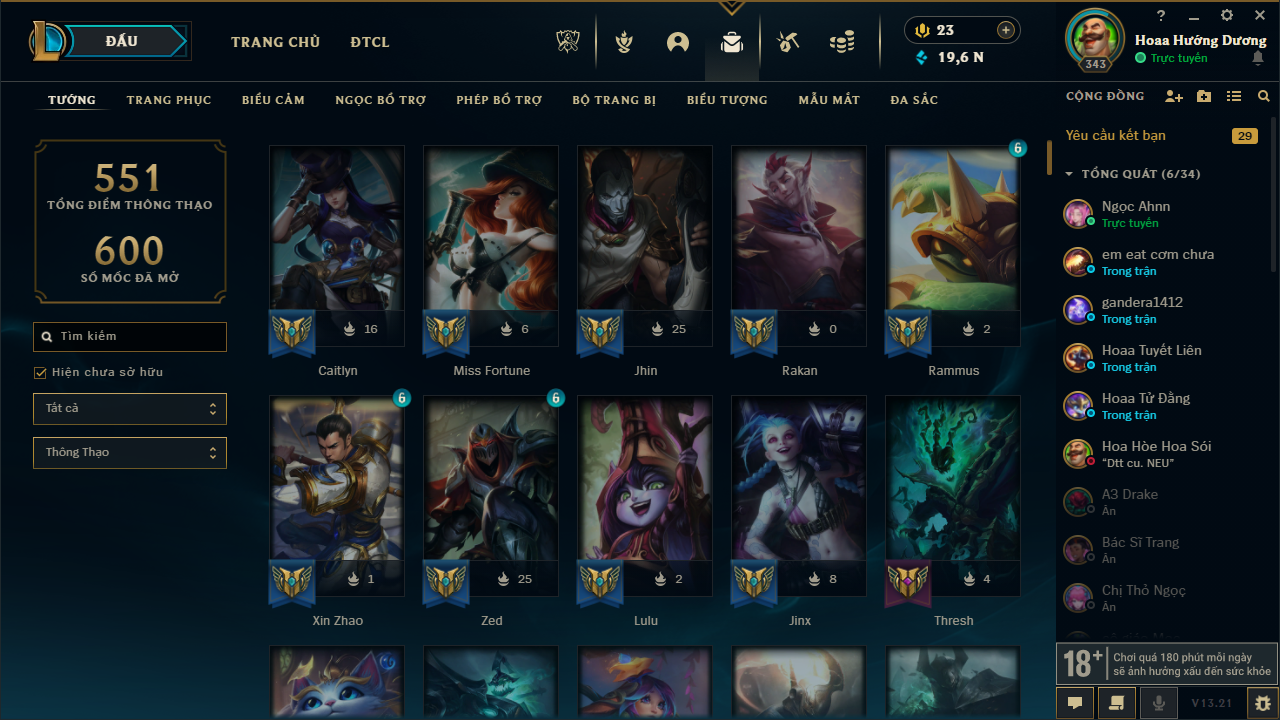 ĐẤU
TRANG CHỦ
ĐTCL
23
19,6 N
343
Hoaa Hướng Dương
Trực tuyến
TƯỚNG
TRANG PHỤC
BIỂU CẢM
NGỌC BỔ TRỢ
PHÉP BỔ TRỢ
BỘ TRANG BỊ
BIỂU TƯỢNG
MẪU MẮT
ĐA SẮC
551
TỔNG ĐIỂM THÔNG THẠO
600
SỐ MỐC ĐÃ MỞ
Tìm kiếm
Hiện chưa sở hữu
Tất cả
Thông Thạo
6
16
6
25
0
2
Caitlyn
Miss Fortune
Jhin
Rakan
Rammus
6
6
1
25
2
8
4
Xin Zhao
Zed
Lulu
Jinx
Thresh
CỘNG ĐỒNG
Yêu cầu kết bạn
29
TỔNG QUÁT (6/34)
Ngọc Ahnn
Trực tuyến
em eat cơm chưa
Trong trận
gandera1412
Trong trận
Hoaa Tuyết Liên
Trong trận
Hoaa Tử Đằng
Trong trận
Hoa Hòe Hoa Sói
“Dtt cu. NEU”
A3 Drake
Ẩn
Bác Sĩ Trang
Ẩn
Chị Thỏ Ngọc
Ẩn
18+
Chơi quá 180 phút mỗi ngày
sẽ ảnh hưởng xấu đến sức khỏe
V13.21